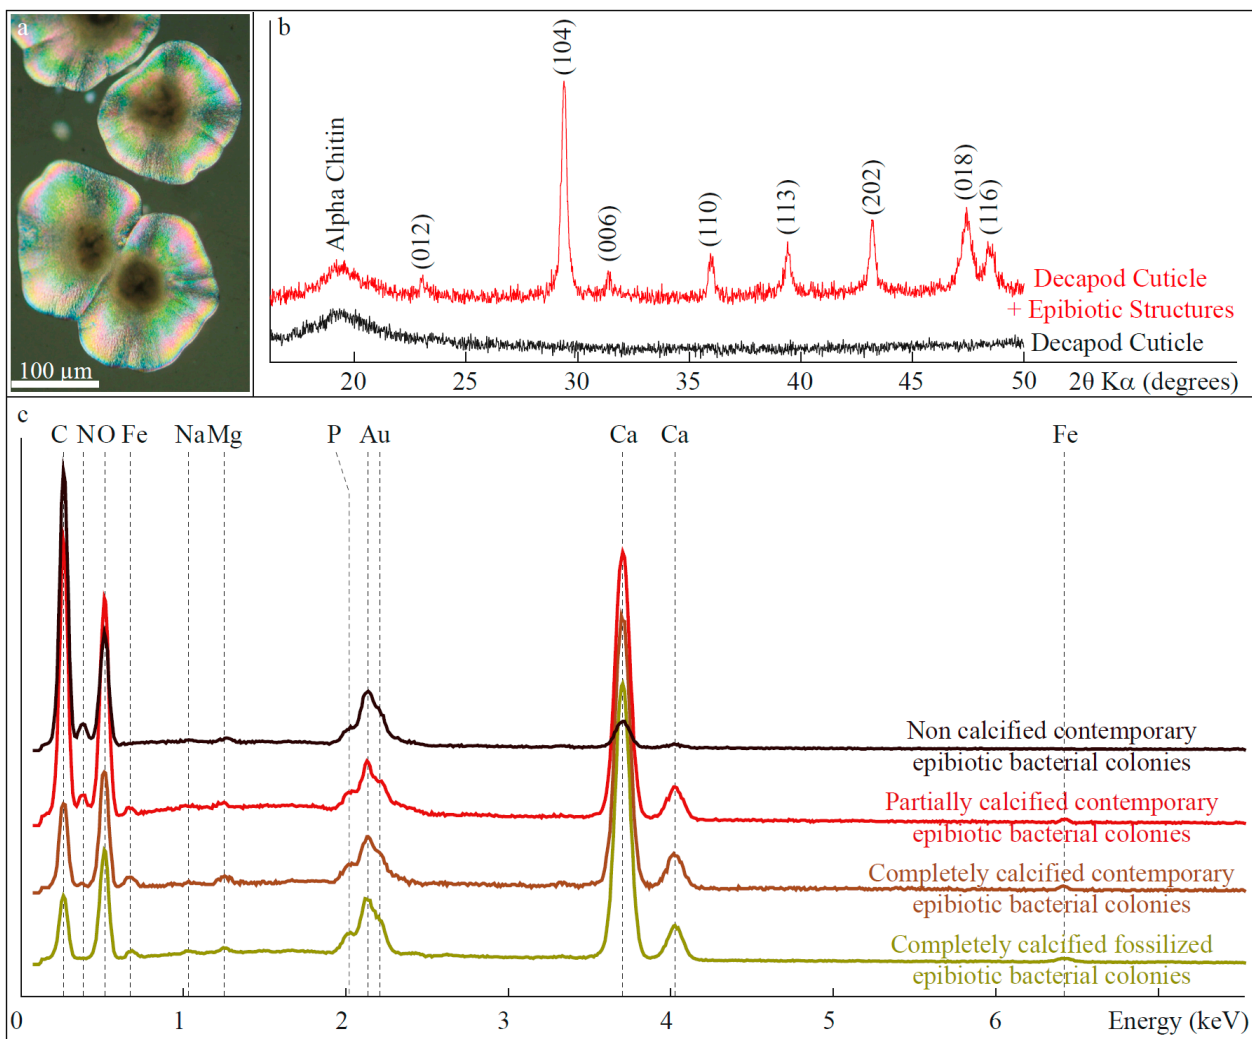 a
100 µm
b
Alpha Chitin
(012)
(104)
(006)
(110)
(113)
(202)
(018)
(116)
Decapod Cuticle
+ Epibiotic Structures
Decapod Cuticle
20 25 30 35 40 45 50 2θ Kα (degrees)
c
C N O Fe Na Mg P Au Ca Ca Fe
Non calcified contemporary
epibiotic bacterial colonies
Partially calcified contemporary
epibiotic bacterial colonies
Completely calcified contemporary
epibiotic bacterial colonies
Completely calcified fossilized
epibiotic bacterial colonies
0 1 2 3 4 5 6 Energy (keV)